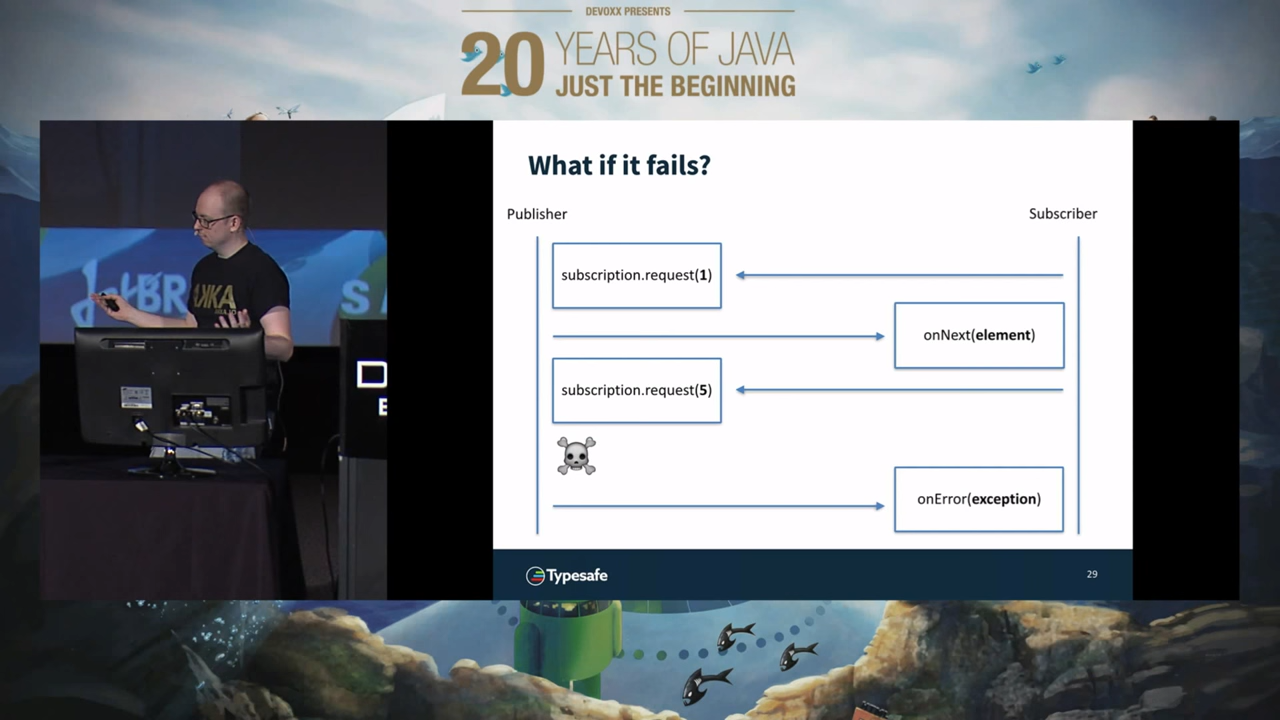 DEVOXX PRESENTS
20 YEARS OF JAVA
JUST THE BEGINNING
What if it fails?
Publisher
Subscriber
subscription.request(1)
onNext(element)
subscription.request(5)
onError(exception)
Typesafe
29
AKKA